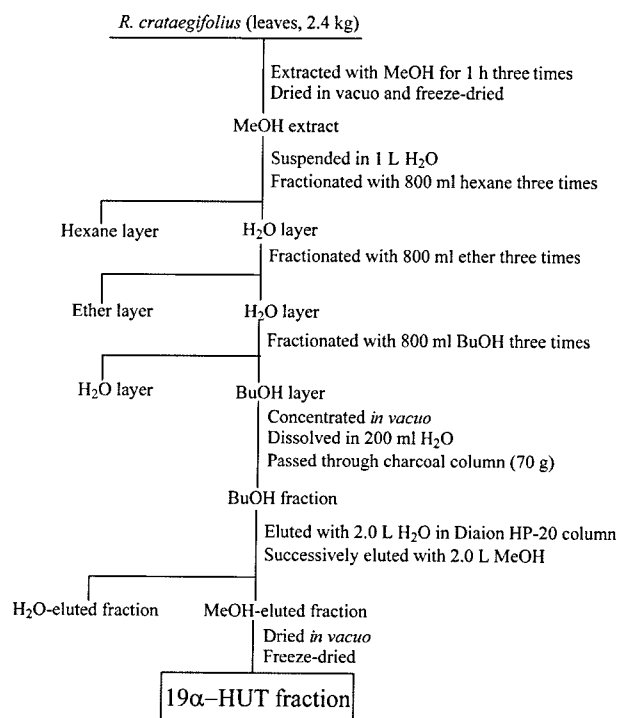 R. crataegifolius (leaves, 2.4 kg)
Extracted with MeOH for 1 h three times
Dried in vacuo and freeze-dried
MeOH extract
Suspended in 1 L H₂O
Fractionated with 800 ml hexane three times
Hexane layer
H₂O layer
Fractionated with 800 ml ether three times
Ether layer
H₂O layer
Fractionated with 800 ml BuOH three times
H₂O layer
BuOH layer
Concentrated in vacuo
Dissolved in 200 ml H₂O
Passed through charcoal column (70 g)
BuOH fraction
Eluted with 2.0 L H₂O in Diaion HP-20 column
Successively eluted with 2.0 L MeOH
H₂O-eluted fraction
MeOH-eluted fraction
Dried in vacuo
Freeze-dried
19α–HUT fraction